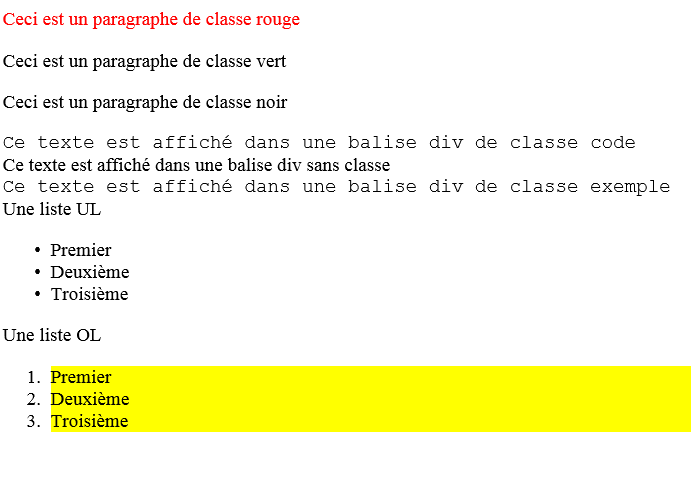 Ceci est un paragraphe de classe rouge
Ceci est un paragraphe de classe vert
Ceci est un paragraphe de classe noir
Ce texte est affiché dans une balise div de classe code
Ce texte est affiché dans une balise div sans classe
Ce texte est affiché dans une balise div de classe exemple
Une liste UL
• Premier
• Deuxième
• Troisième
Une liste OL
1. Premier
2. Deuxième
3. Troisième